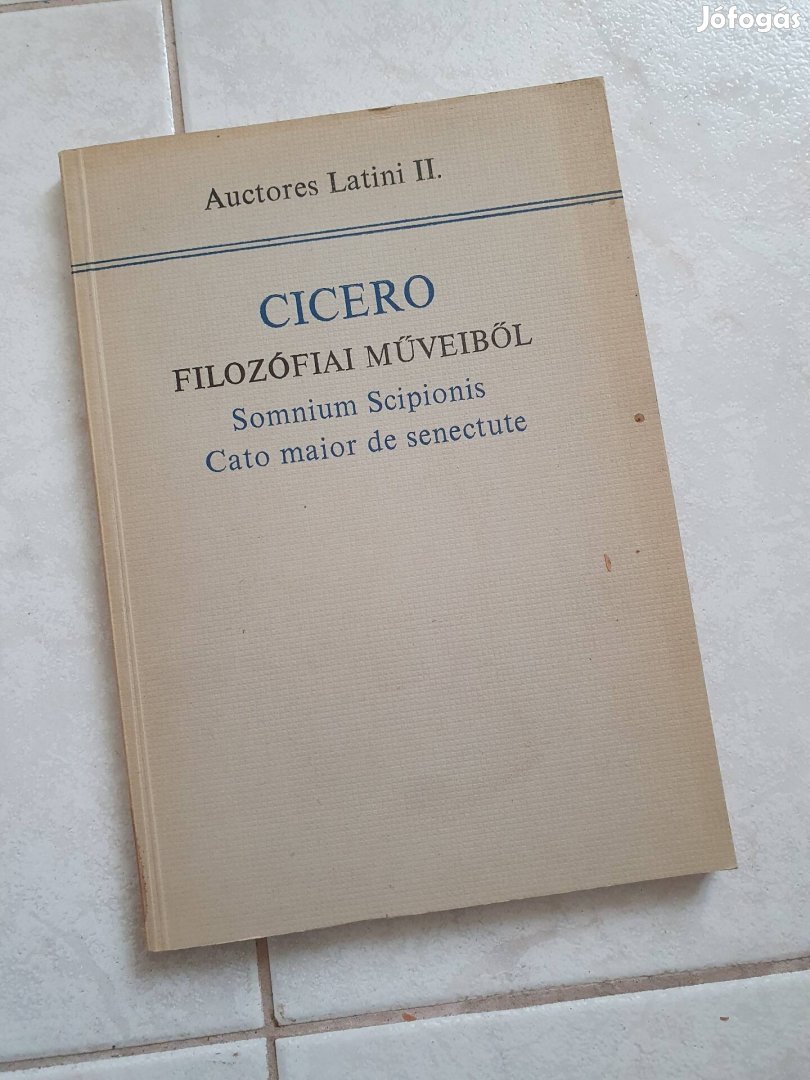 Jófogás
Auctores Latini II.
CICERO
FILOZÓFIAI MŰVEIBŐL
Somnium Scipionis
Cato maior de senectute